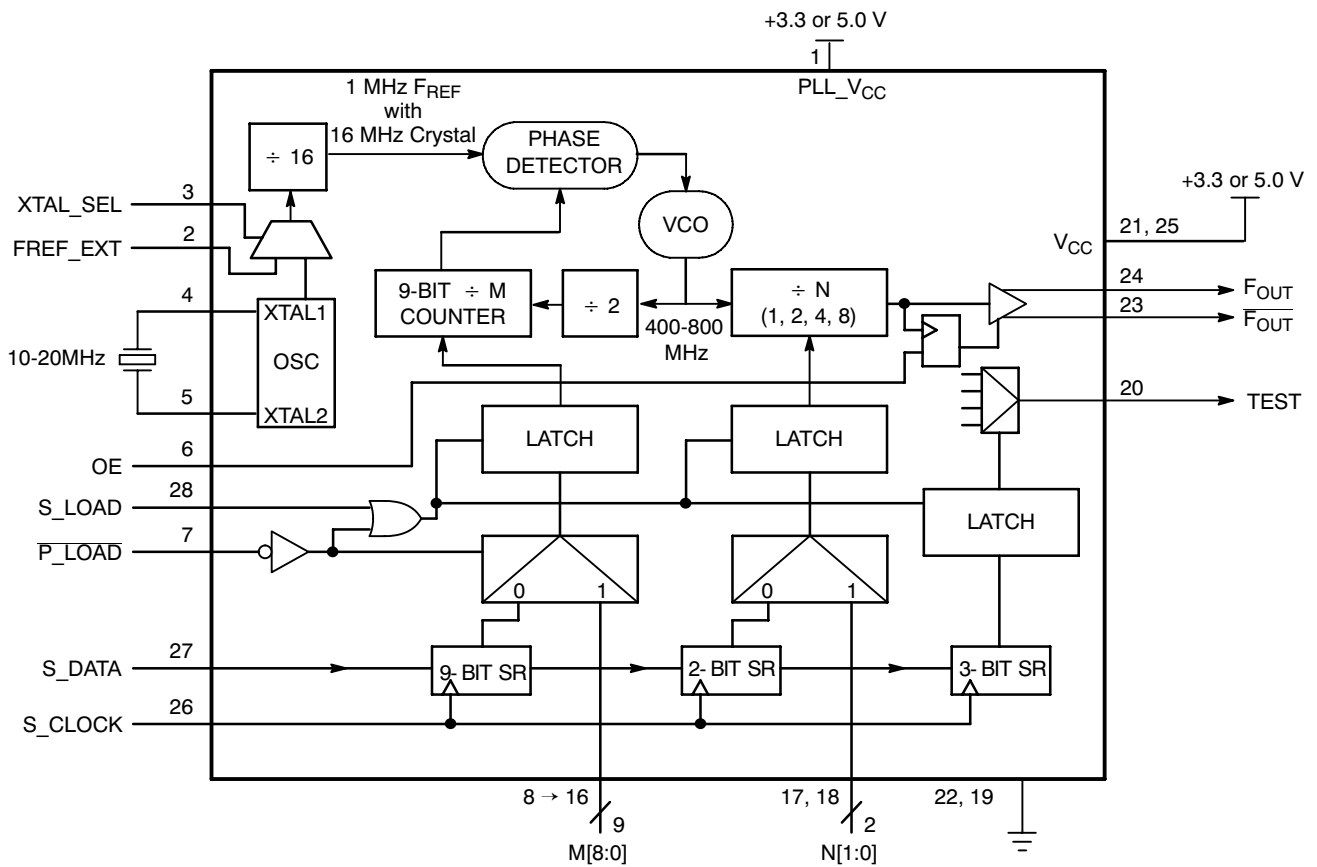 +3.3 or 5.0 V
1
PLL_VCC
1 MHz FREF
with
16 MHz Crystal
÷ 16
PHASE
DETECTOR
+3.3 or 5.0 V
XTAL_SEL
3
FREF_EXT
2
VCO
21, 25
VCC
4
XTAL1
9-BIT ÷ M
COUNTER
÷ 2
÷ N
(1, 2, 4, 8)
24
FOUT
23
F̅O̅U̅T̅
400-800
MHz
10-20MHz
OSC
5
XTAL2
20
TEST
LATCH
LATCH
OE
6
S_LOAD
28
LATCH
P̅_̅L̅O̅A̅D̅
7
0
1
0
1
S_DATA
27
9- BIT SR
2- BIT SR
3- BIT SR
S_CLOCK
26
8 → 16
9
M[8:0]
17, 18
2
N[1:0]
22, 19